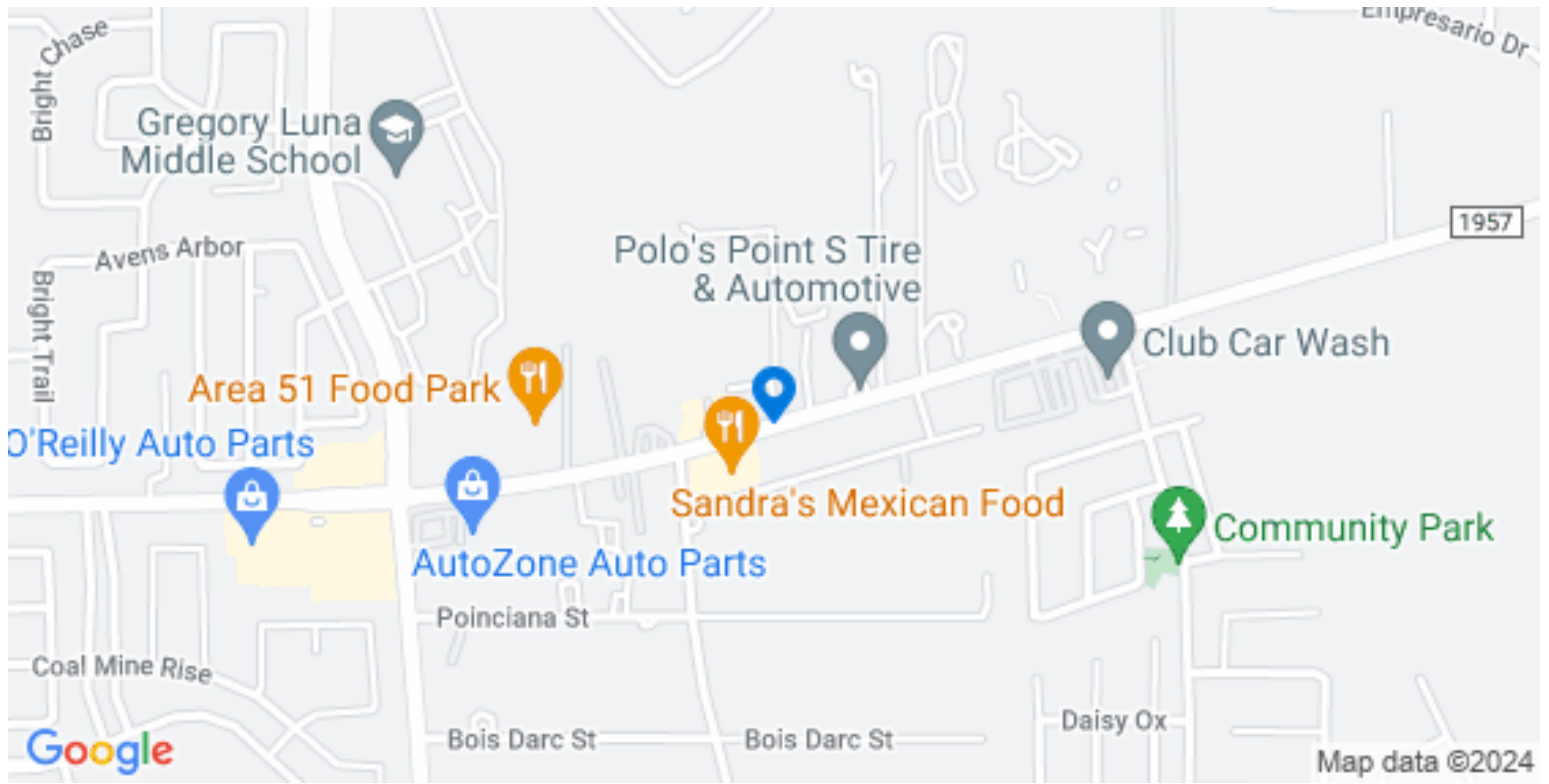 Empresario Dr
Bright Chase
Gregory Luna
Middle School
1957
Avens Arbor
Polo's Point S Tire
& Automotive
Bright Trail
Club Car Wash
Area 51 Food Park
O'Reilly Auto Parts
Sandra's Mexican Food
Community Park
AutoZone Auto Parts
Poinciana St
Coal Mine Rise
Daisy Ox
Bois Darc St
Bois Darc St
Google
Map data ©2024